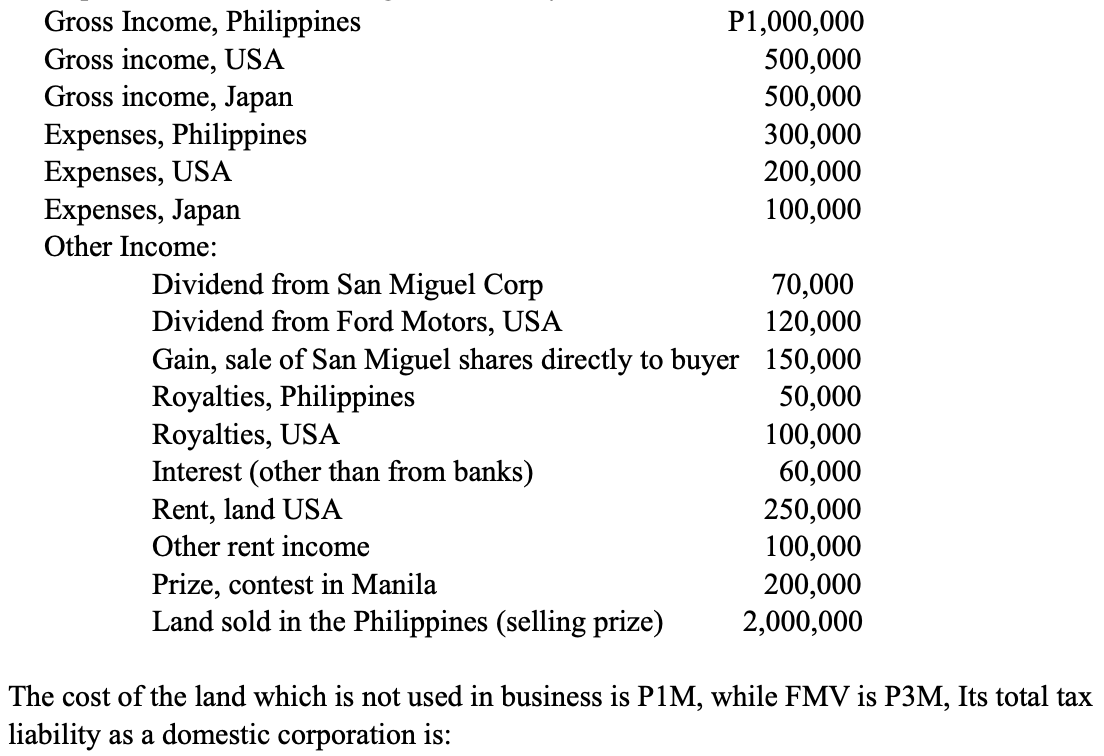 Gross Income, Philippines P1,000,000
Gross income, USA 500,000
Gross income, Japan 500,000
Expenses, Philippines 300,000
Expenses, USA 200,000
Expenses, Japan 100,000
Other Income:
Dividend from San Miguel Corp 70,000
Dividend from Ford Motors, USA 120,000
Gain, sale of San Miguel shares directly to buyer 150,000
Royalties, Philippines 50,000
Royalties, USA 100,000
Interest (other than from banks) 60,000
Rent, land USA 250,000
Other rent income 100,000
Prize, contest in Manila 200,000
Land sold in the Philippines (selling prize) 2,000,000
The cost of the land which is not used in business is P1M, while FMV is P3M, Its total tax
liability as a domestic corporation is: